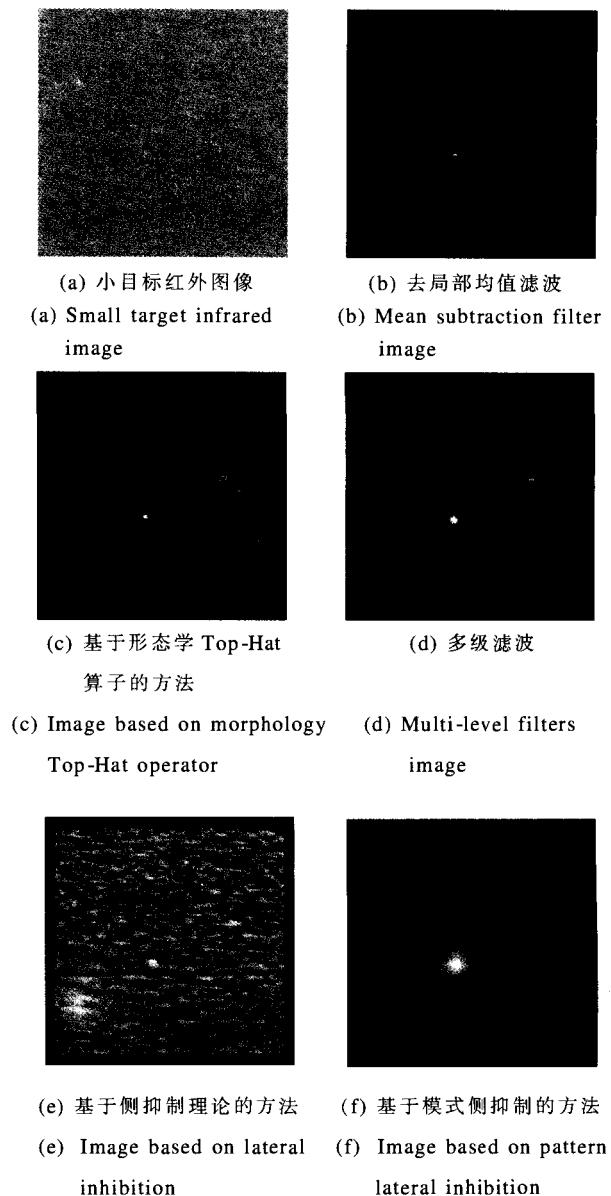 (a) 小目标红外图像
(a) Small target infrared
image
(b) 去局部均值滤波
(b) Mean subtraction filter
image
(c) 基于形态学 Top-Hat
算子的方法
(c) Image based on morphology
Top-Hat operator
(d) 多级滤波
(d) Multi-level filters
image
(e) 基于侧抑制理论的方法
(e) Image based on lateral
inhibition
(f) 基于模式侧抑制的方法
(f) Image based on pattern
lateral inhibition